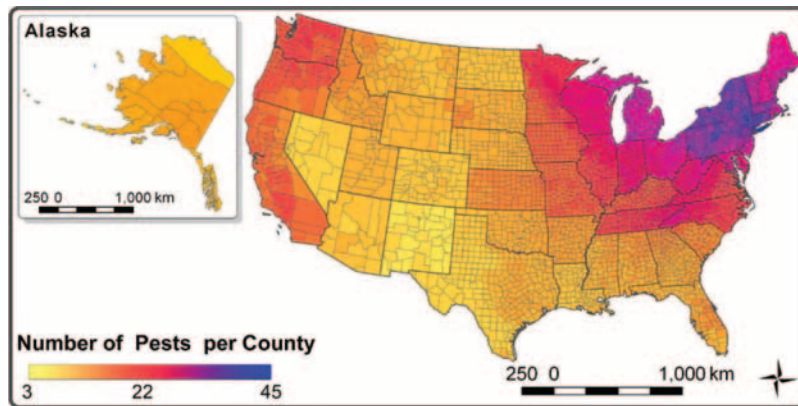 Alaska
250 0 1,000 km
Number of Pests per County
3 22 45
250 0 1,000 km